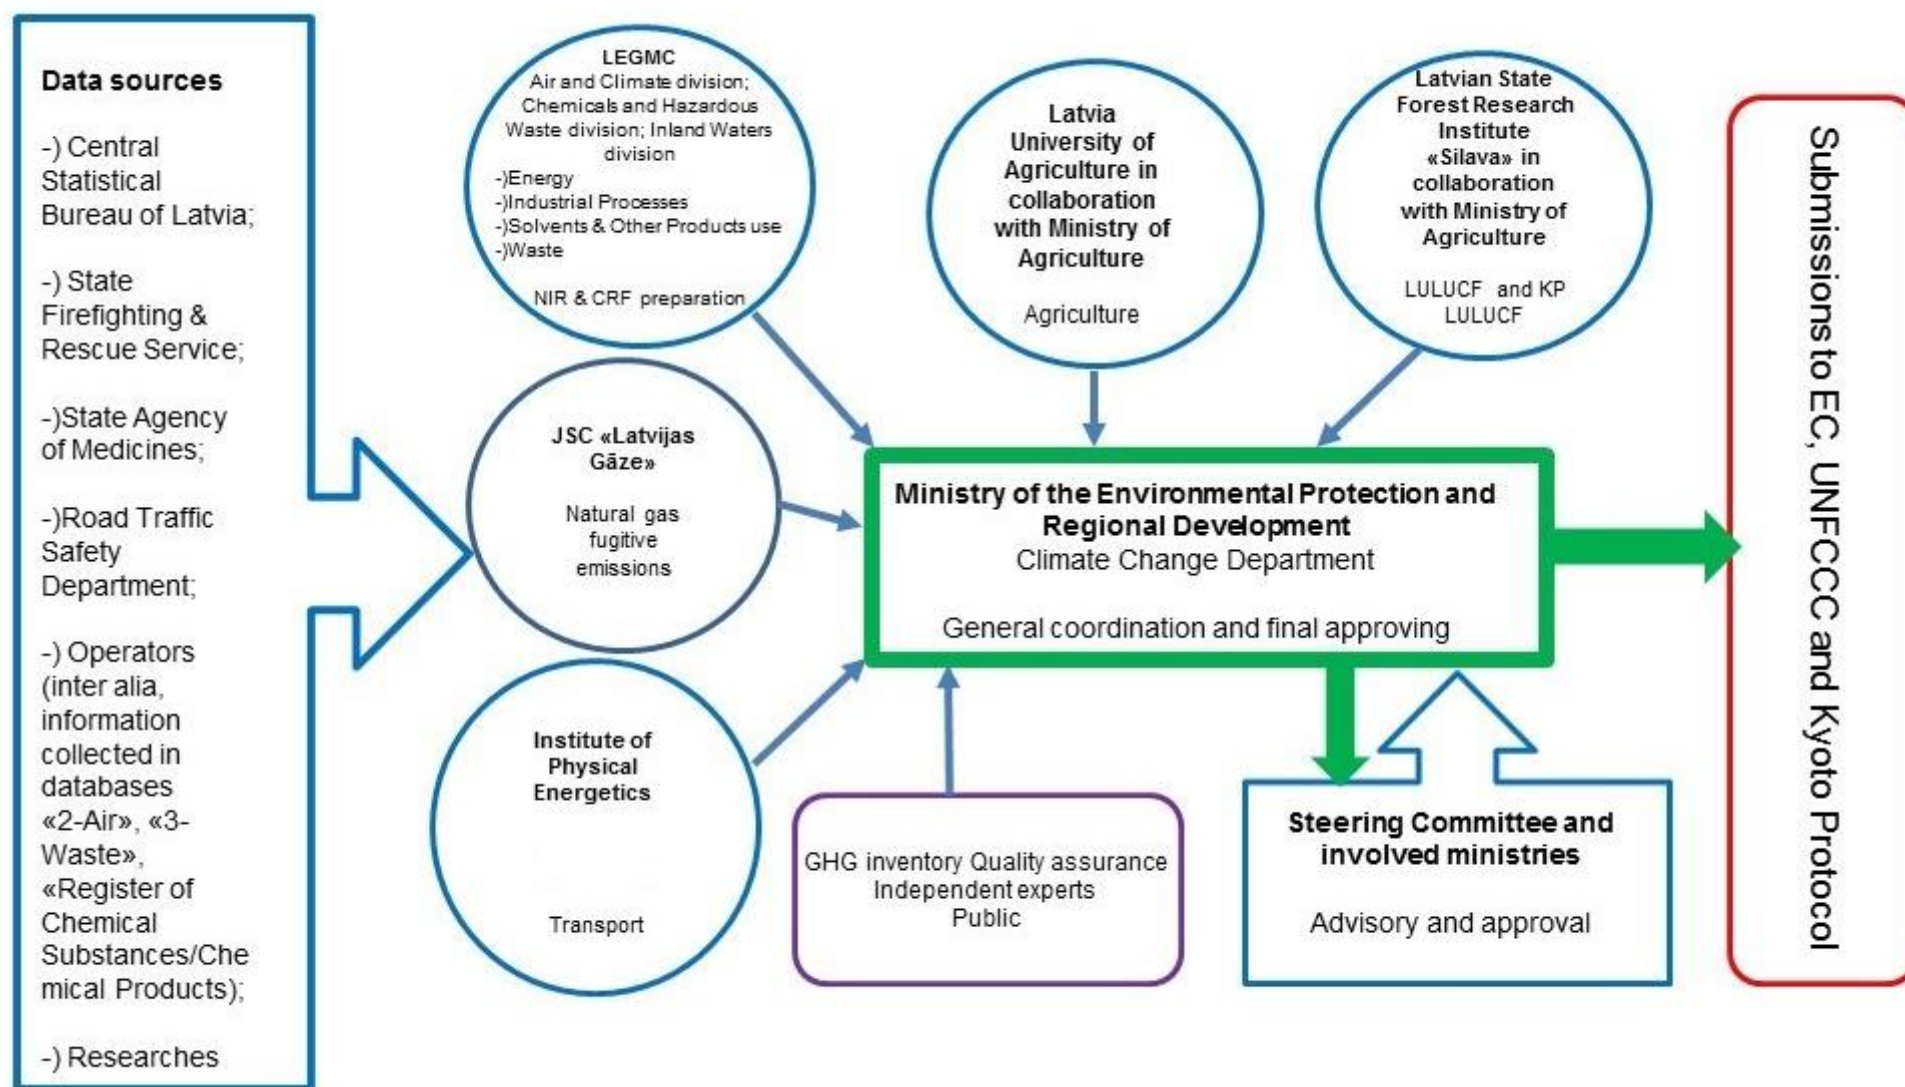 Data sources
-) Central
Statistical
Bureau of Latvia;
-) State
Firefighting &
Rescue Service;
-)State Agency
of Medicines;
-)Road Traffic
Safety
Department;
-) Operators
(inter alia,
information
collected in
databases
«2-Air», «3-
Waste»,
«Register of
Chemical
Substances/Che
mical Products);
-) Researches
LEGMC
Air and Climate division;
Chemicals and Hazardous
Waste division; Inland Waters
division
-)Energy
-)Industrial Processes
-)Solvents & Other Products use
-)Waste
NIR & CRF preparation
JSC «Latvijas
Gāze»
Natural gas
fugitive
emissions
Institute of
Physical
Energetics
Transport
Latvia
University of
Agriculture in
collaboration
with Ministry of
Agriculture
Agriculture
Latvian State
Forest Research
Institute
«Silava» in
collaboration
with Ministry of
Agriculture
LULUCF and KP
LULUCF
Ministry of the Environmental Protection and
Regional Development
Climate Change Department
General coordination and final approving
GHG inventory Quality assurance
Independent experts
Public
Steering Committee and
involved ministries
Advisory and approval
Submissions to EC, UNFCCC and Kyoto Protocol